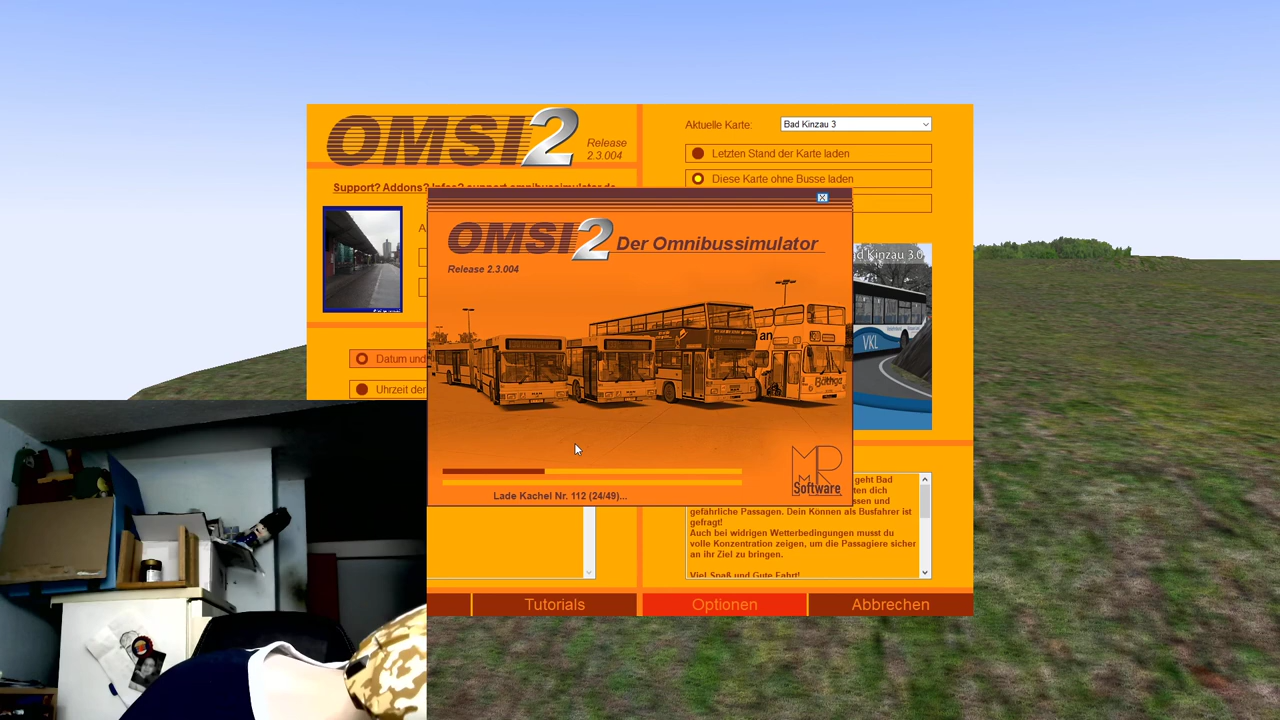 OMSI 2
Release
2.3.004
Support? Addons? Infos? support.omnibussimulator.de
A
Datum und
Uhrzeit der
Aktuelle Karte:
Bad Kinzau 3
Letzten Stand der Karte laden
Diese Karte ohne Busse laden
OMSI 2 Der Omnibussimulator
Release 2.3.004
MR
Software
Lade Kachel Nr. 112 (24/49)...
d Kinzau 3.0
VKL
geht Bad
ten dich
ssen und
gefährliche Passagen. Dein Können als Busfahrer ist
gefragt!
Auch bei widrigen Wetterbedingungen musst du
volle Konzentration zeigen, um die Passagiere sicher
an ihr Ziel zu bringen.
Viel Spaß und Gute Fahrt!
Tutorials
Optionen
Abbrechen